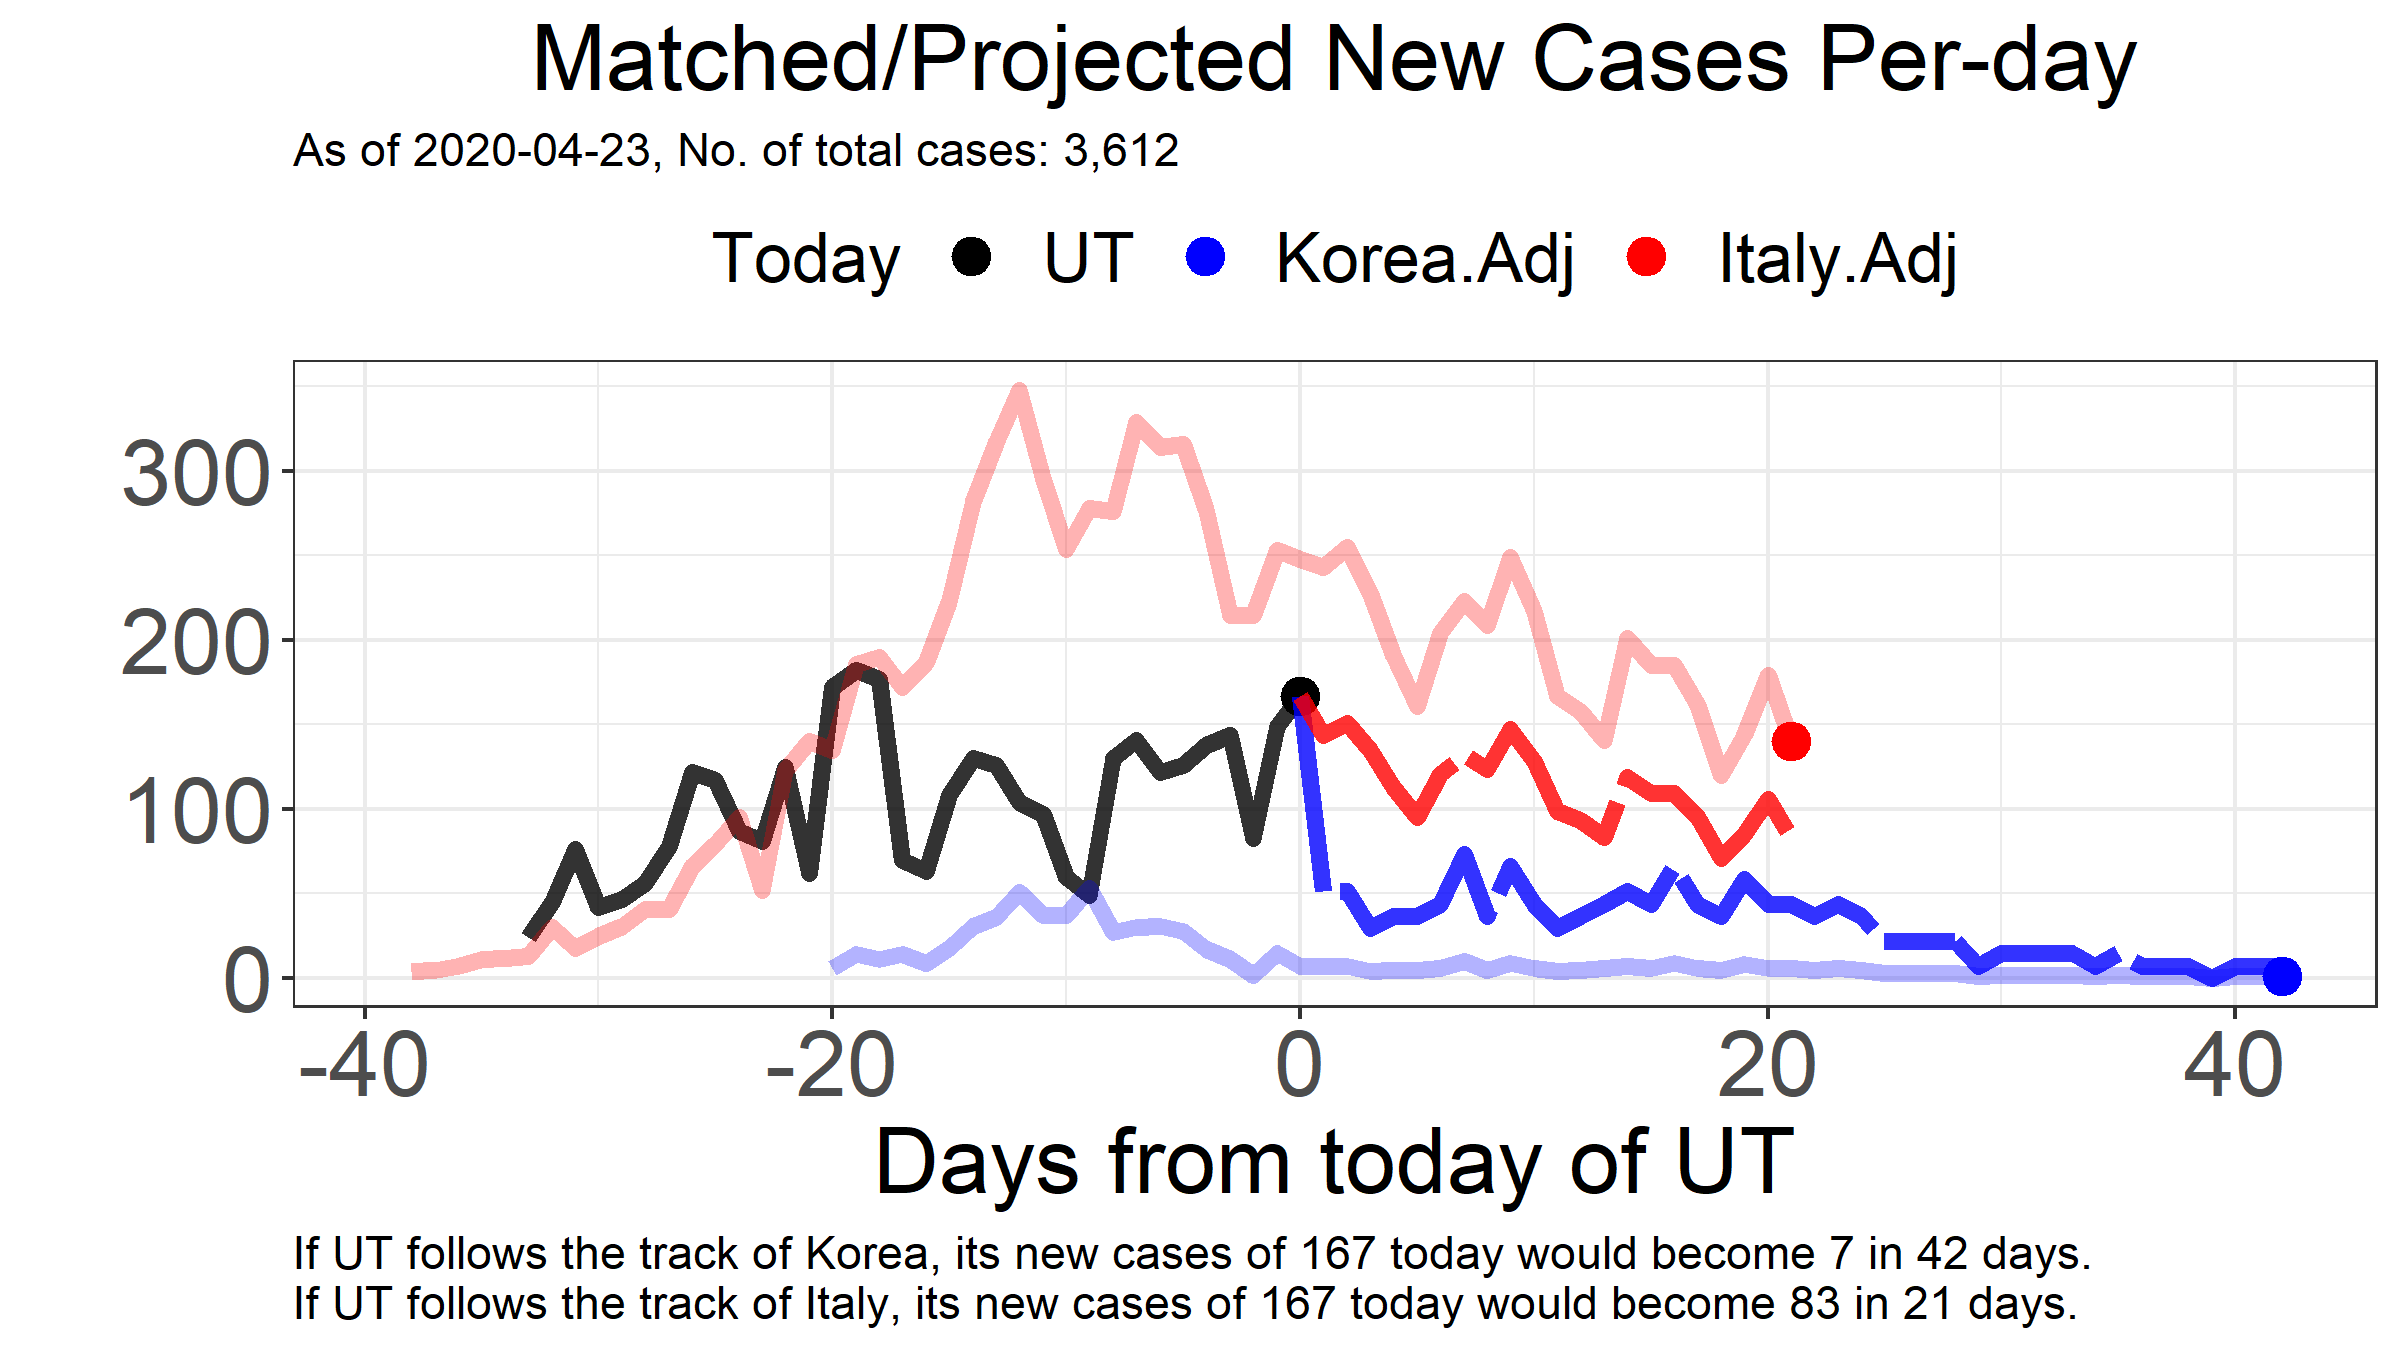 Matched/Projected New Cases Per-day
As of 2020-04-23, No. of total cases: 3,612
Today UT Korea.Adj Italy.Adj
300
200
100
0
-40 -20 0 20 40
Days from today of UT
If UT follows the track of Korea, its new cases of 167 today would become 7 in 42 days.
If UT follows the track of Italy, its new cases of 167 today would become 83 in 21 days.